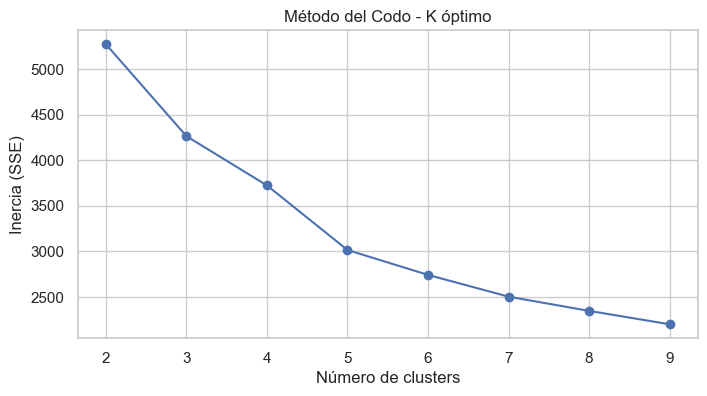 Método del Codo - K óptimo
5000
4500
4000
3500
3000
2500
Inercia (SSE)
2 3 4 5 6 7 8 9
Número de clusters